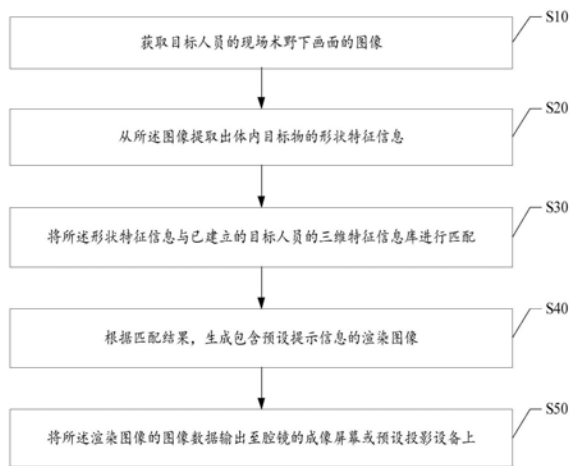 S10
获取目标人员的现场术野下画面的图像
S20
从所述图像提取出体内目标物的形状特征信息
S30
将所述形状特征信息与已建立的目标人员的三维特征信息库进行匹配
S40
根据匹配结果，生成包含预设提示信息的渲染图像
S50
将所述渲染图像的图像数据输出至腔镜的成像屏幕或预设投影设备上